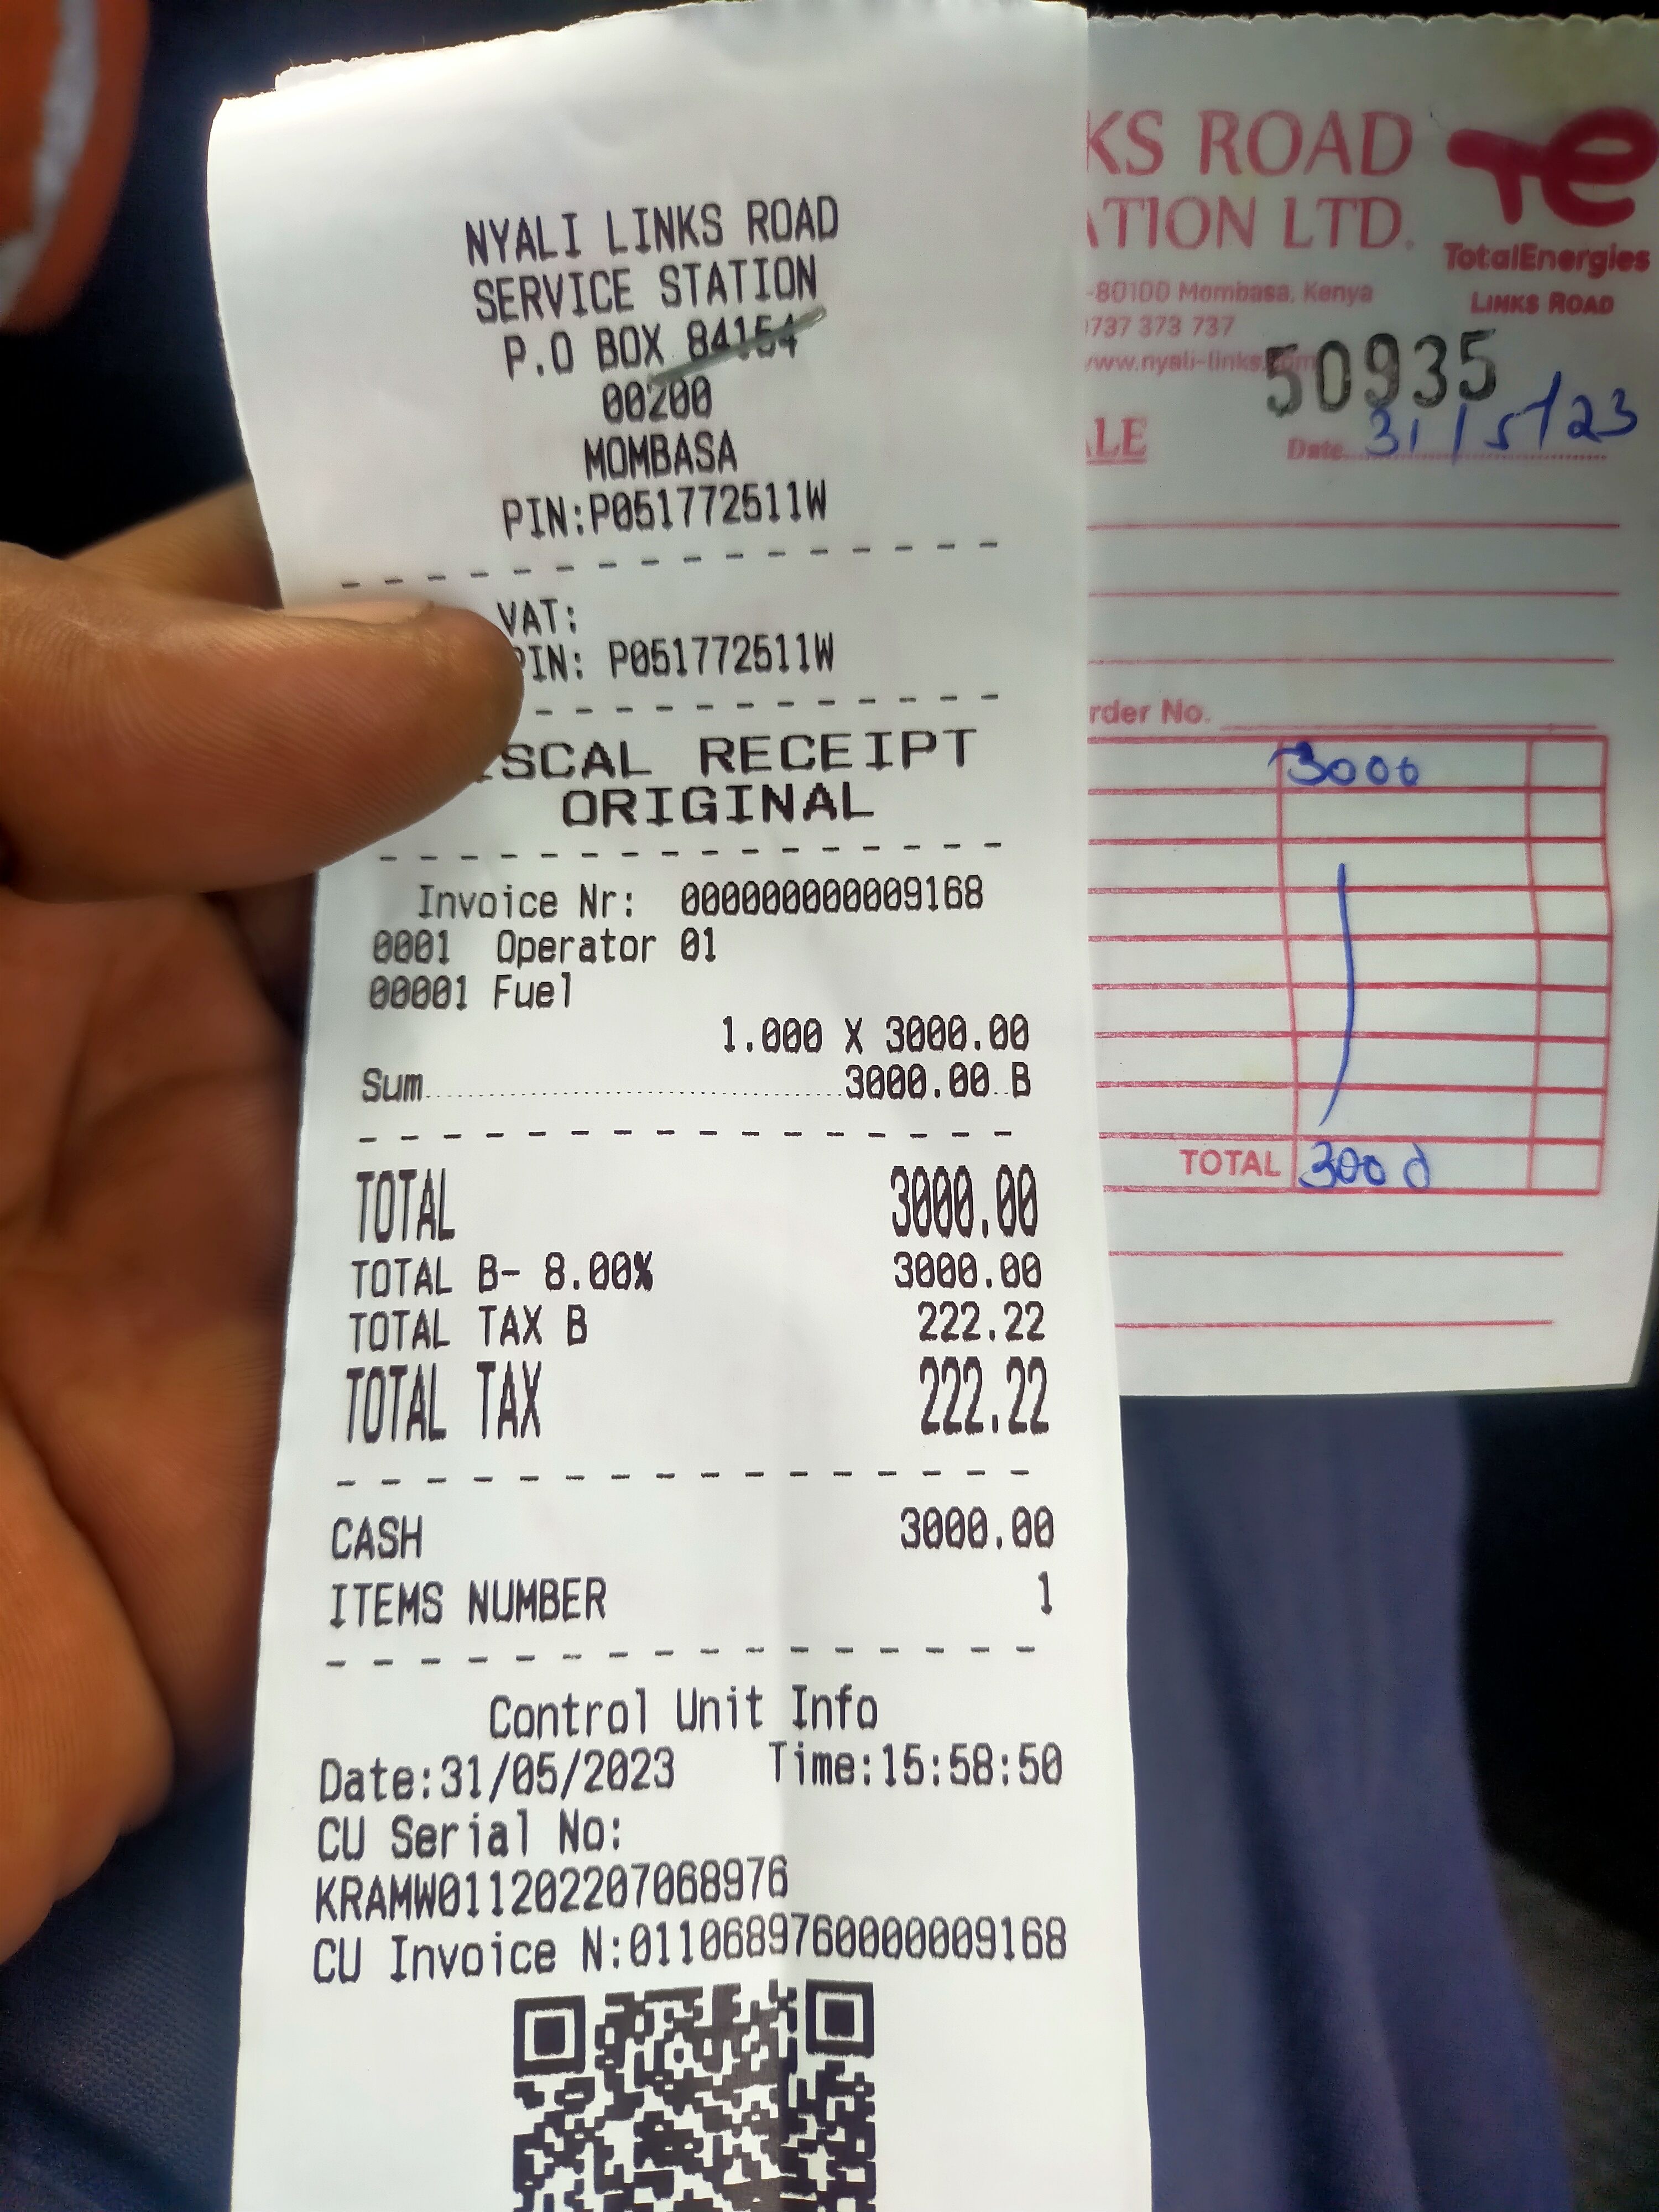 NYALI LINKS ROAD
SERVICE STATION
P.O BOX 84154
00200
MOMBASA
PIN:P051772511W
VAT:
PIN: P051772511W
ISCAL RECEIPT
ORIGINAL
Invoice Nr: 000000000009168
0001 Operator 01
00001 Fuel
1.000 X 3000.00
Sum 3000.00 B
TOTAL 3000.00
TOTAL B- 8.00% 3000.00
TOTAL TAX B 222.22
TOTAL TAX 222.22
CASH 3000.00
ITEMS NUMBER 1
Control Unit Info
Date:31/05/2023 Time:15:58:50
CU Serial No:
KRAMW011202207068976
CU Invoice N:0110689760000009168
KS ROAD
ATION LTD.
TotalEnergies
LINKS ROAD
-80100 Mombasa, Kenya
737 373 737
www.nyali-links.com
50935
ALE
Date 31/5/23
rder No.
3000
TOTAL 3000